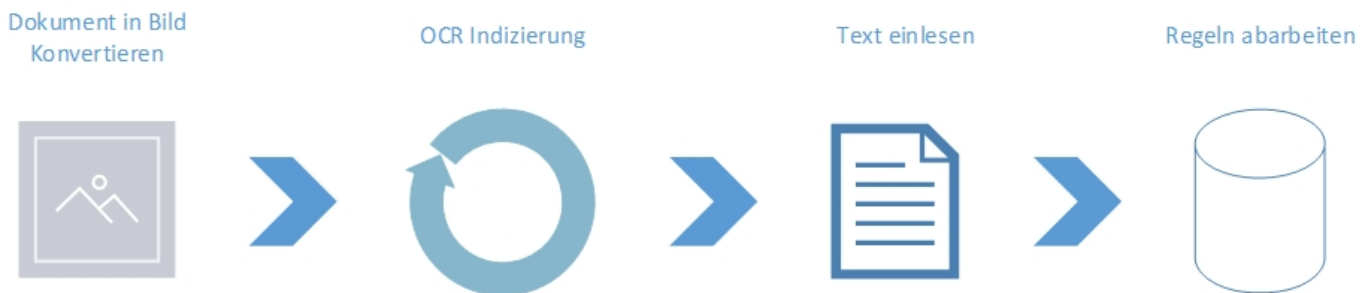 Dokument in Bild
Konvertieren
OCR Indizierung
Text einlesen
Regeln abarbeiten